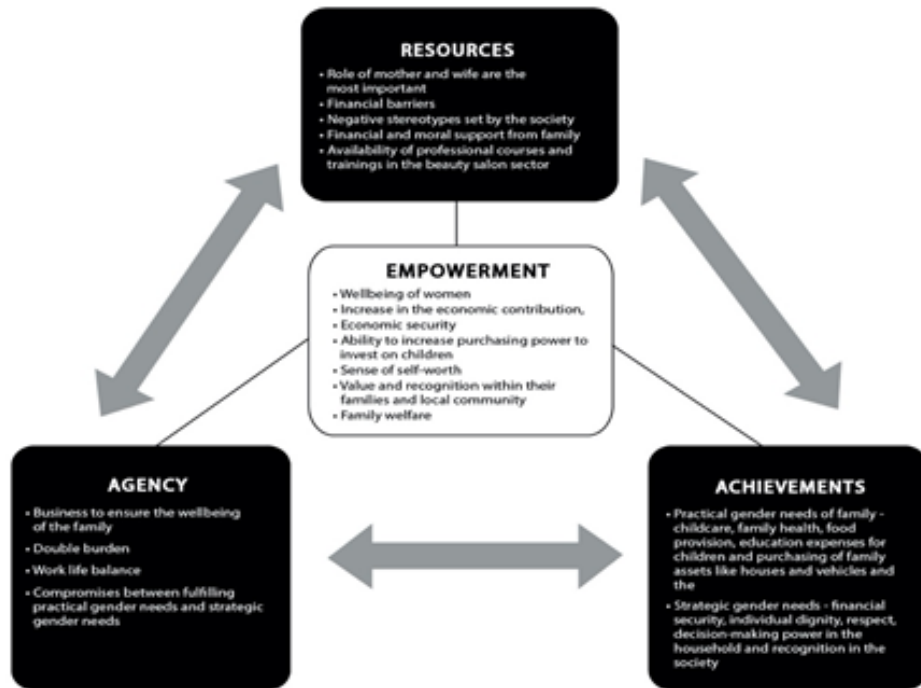 RESOURCES
• Role of mother and wife are the
most important
• Financial barriers
• Negative stereotypes set by the society
• Financial and moral support from family
• Availability of professional courses and
trainings in the beauty salon sector
EMPOWERMENT
• Wellbeing of women
• Increase in the economic contribution,
• Economic security
• Ability to increase purchasing power to
invest on children
• Sense of self-worth
• Value and recognition within their
families and local community
• Family welfare
AGENCY
• Business to ensure the wellbeing
of the family
• Double burden
• Work life balance
• Compromises between fulfilling
practical gender needs and strategic
gender needs
ACHIEVEMENTS
• Practical gender needs of family -
childcare, family health, food
provision, education expenses for
children and purchasing of family
assets like houses and vehicles and
the
• Strategic gender needs - financial
security, individual dignity, respect,
decision-making power in the
household and recognition in the
society